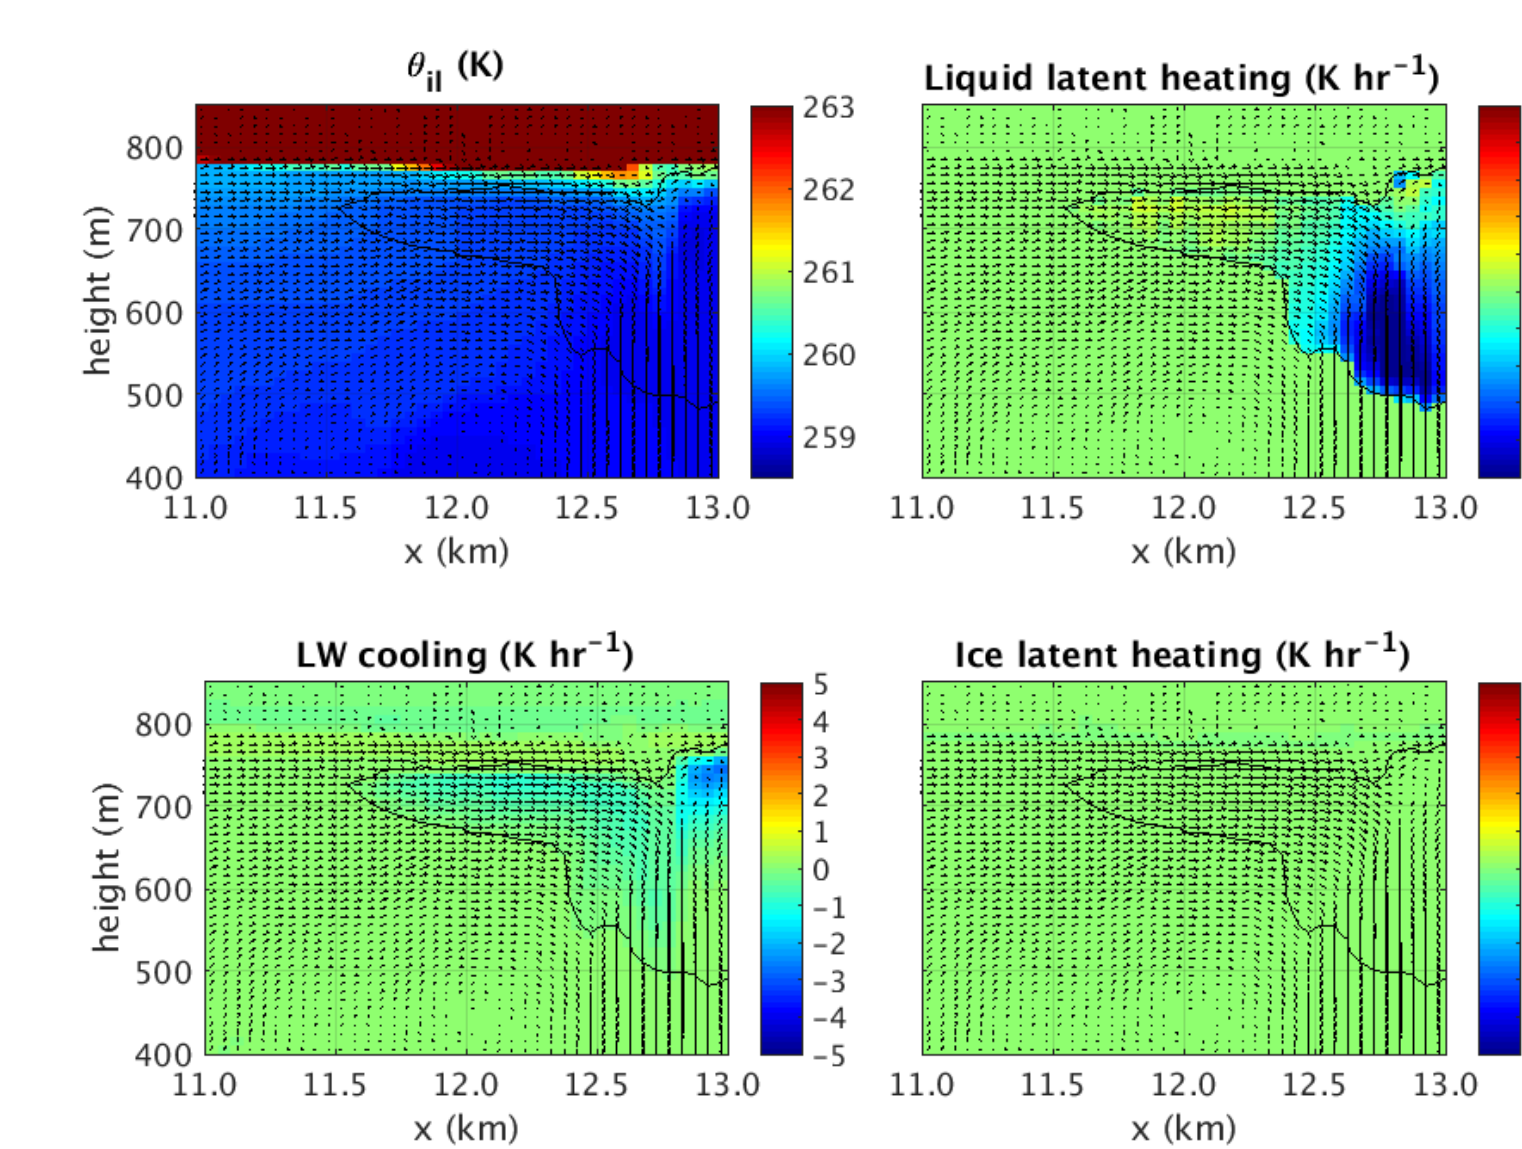 θil (K)
Liquid latent heating (K hr−1)
263
262
261
260
259
800
700
600
500
400
height (m)
11.0 11.5 12.0 12.5 13.0
x (km)
11.0 11.5 12.0 12.5 13.0
x (km)
LW cooling (K hr−1)
Ice latent heating (K hr−1)
5
4
3
2
1
0
−1
−2
−3
−4
−5
800
700
600
500
400
height (m)
11.0 11.5 12.0 12.5 13.0
x (km)
11.0 11.5 12.0 12.5 13.0
x (km)